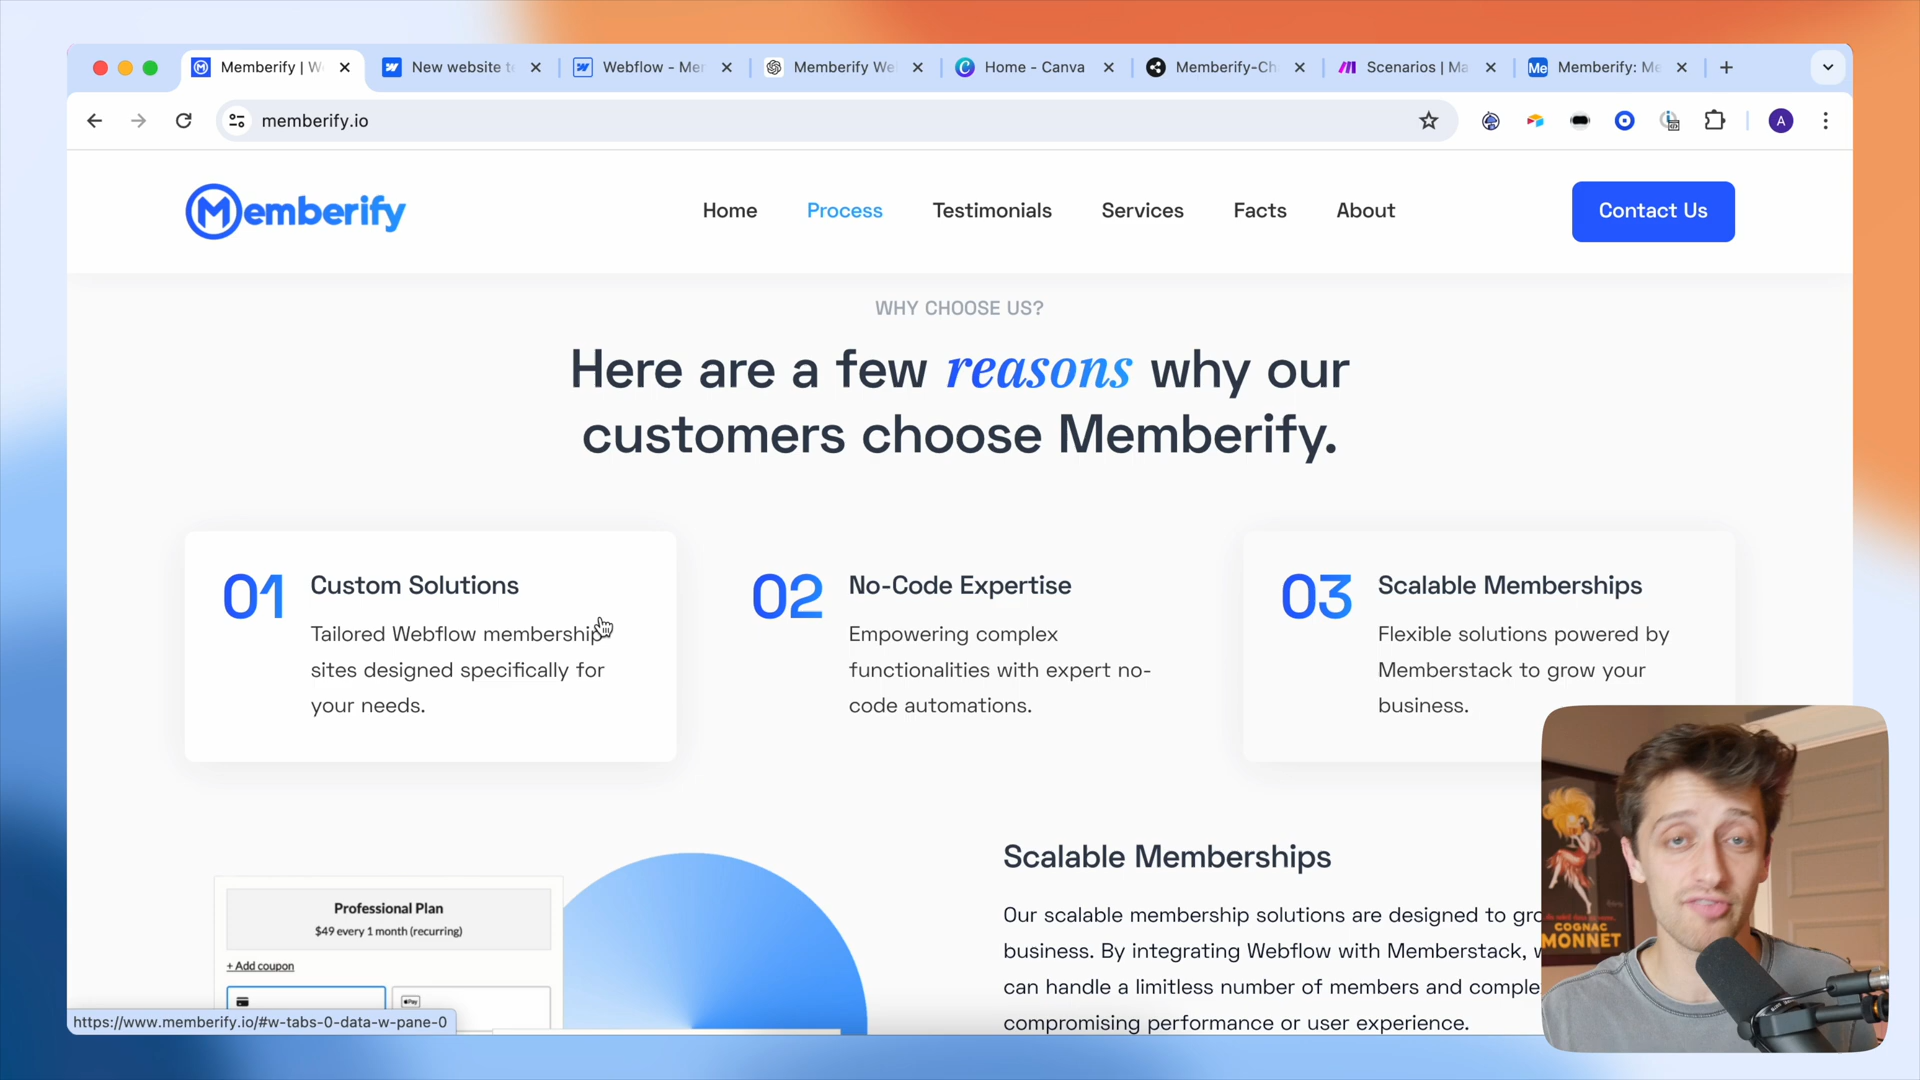 Memberify | W
New website t
Webflow - Mer
Memberify We
Home - Canva
Memberify-Ch
Scenarios | Ma
Me
Memberify: Me
memberify.io
A
Memberify
Home
Process
Testimonials
Services
Facts
About
Contact Us
WHY CHOOSE US?
Here are a few reasons why our
customers choose Memberify.
01
Custom Solutions
Tailored Webflow membership
sites designed specifically for
your needs.
02
No-Code Expertise
Empowering complex
functionalities with expert no-
code automations.
03
Scalable Memberships
Flexible solutions powered by
Memberstack to grow your
business.
Professional Plan
$49 every 1 month (recurring)
+ Add coupon
Pay
Scalable Memberships
Our scalable membership solutions are designed to gro
business. By integrating Webflow with Memberstack, w
can handle a limitless number of members and comple
compromising performance or user experience.
COGNAC
MONNET
https://www.memberify.io/#w-tabs-0-data-w-pane-0